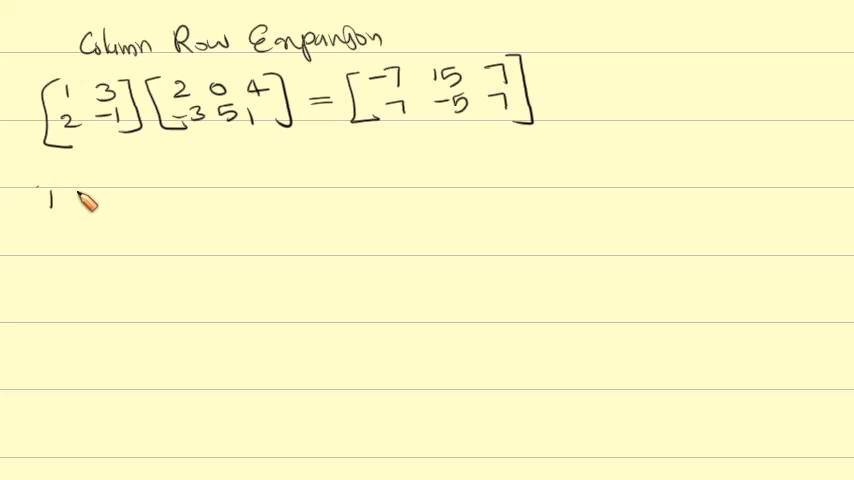 Column Row Expansion
[1 3] [2 0 4] = [-7 15 7]
[2 -1] [-3 5 1] [7 -5 7]
1